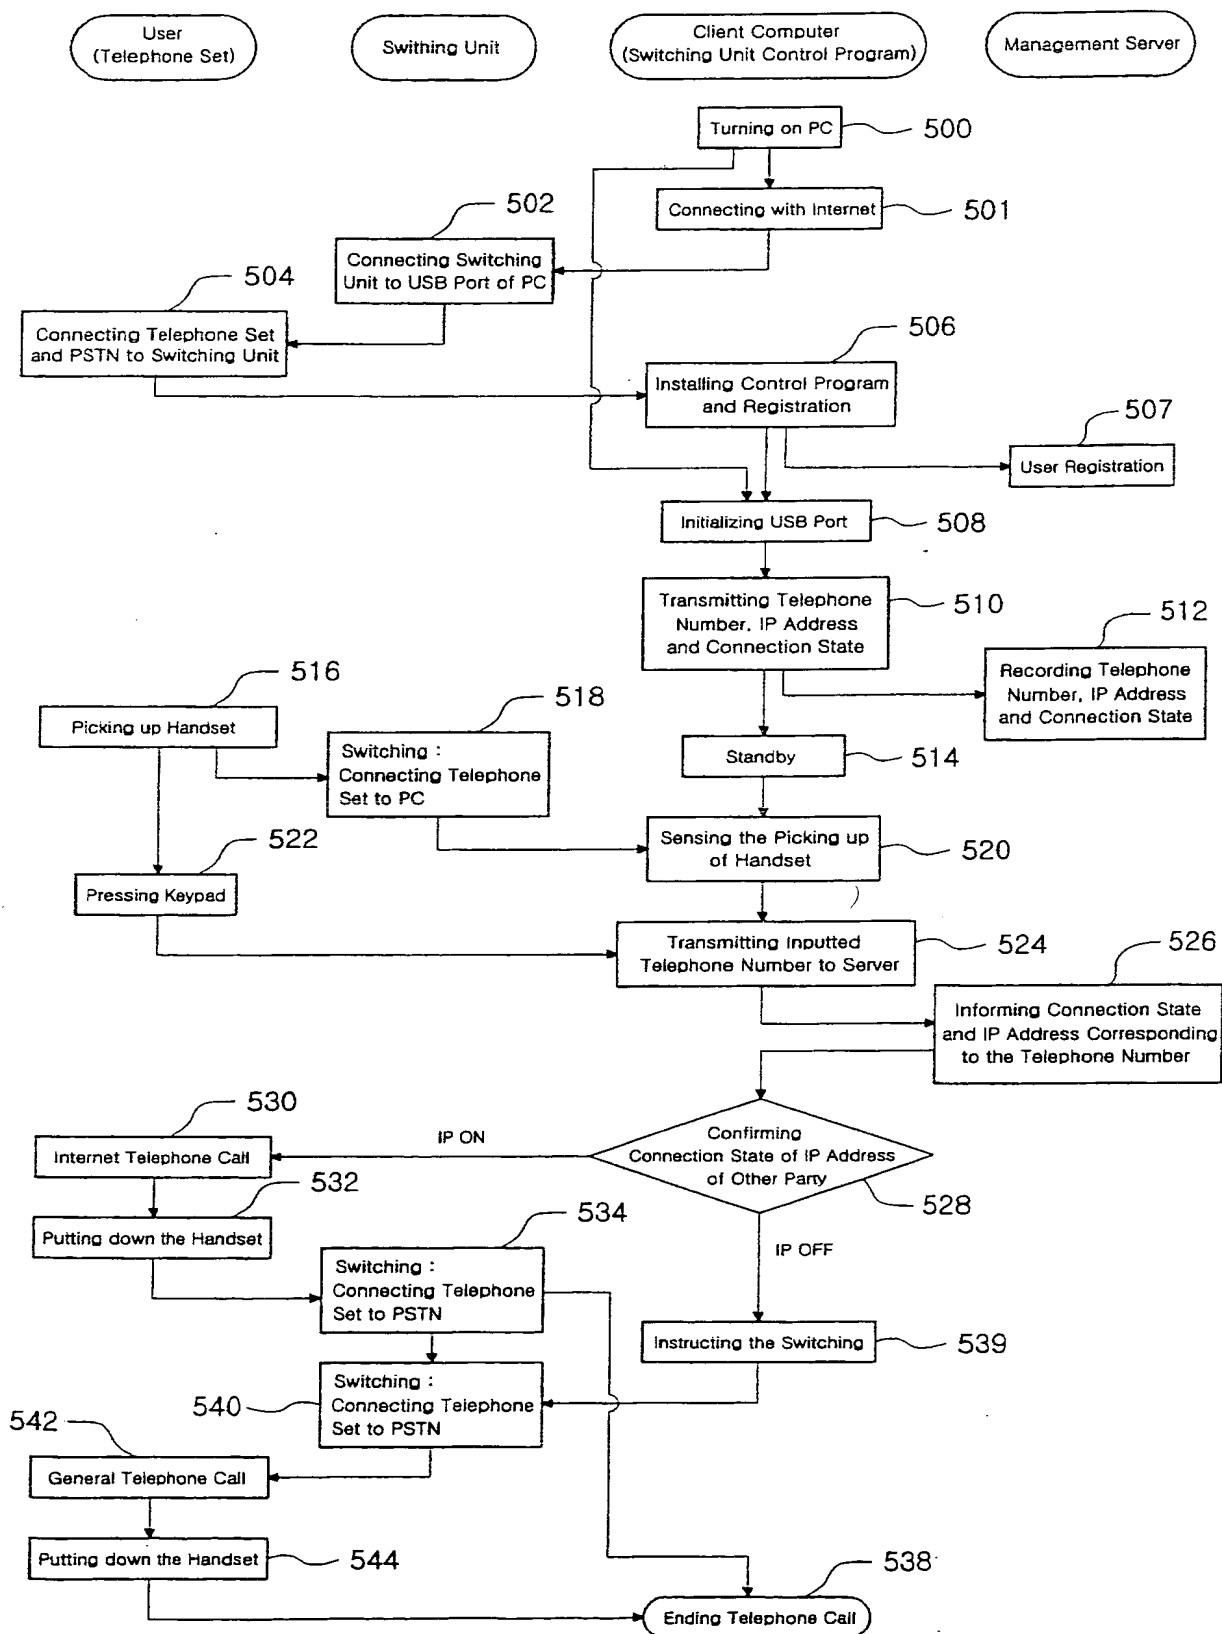 User
(Telephone Set)
Swithing Unit
Client Computer
(Switching Unit Control Program)
Management Server
Turning on PC
500
Connecting with Internet
501
502
Connecting Switching
Unit to USB Port of PC
504
Connecting Telephone Set
and PSTN to Switching Unit
506
Installing Control Program
and Registration
507
User Registration
Initializing USB Port
508
Transmitting Telephone
Number, IP Address
and Connection State
510
512
Recording Telephone
Number, IP Address
and Connection State
516
Picking up Handset
518
Switching :
Connecting Telephone
Set to PC
Standby
514
Sensing the Picking up
of Handset
520
522
Pressing Keypad
Transmitting Inputted
Telephone Number to Server
524
526
Informing Connection State
and IP Address Corresponding
to the Telephone Number
530
Internet Telephone Call
IP ON
Confirming
Connection State of IP Address
of Other Party
528
532
Putting down the Handset
534
Switching :
Connecting Telephone
Set to PSTN
IP OFF
Instructing the Switching
539
540
Switching :
Connecting Telephone
Set to PSTN
542
General Telephone Call
Putting down the Handset
544
538
Ending Telephone Call